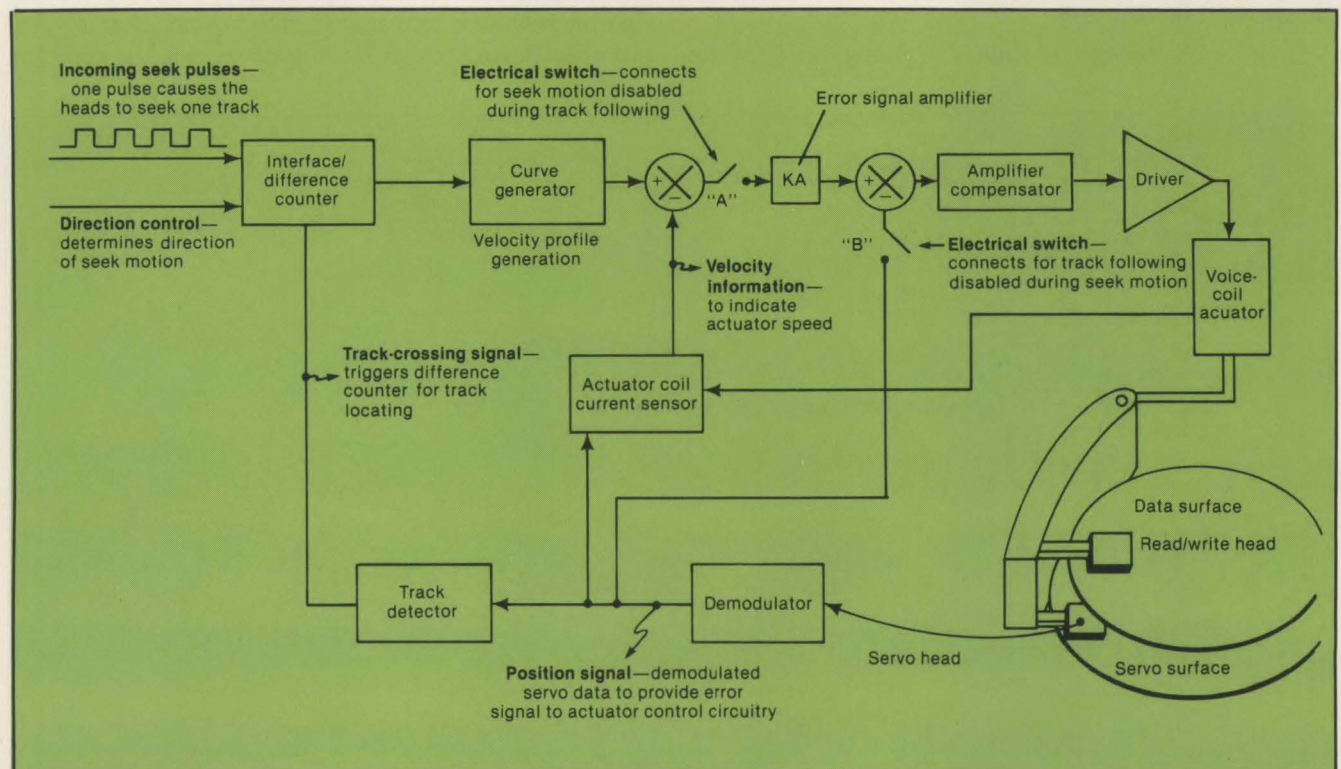 Incoming seek pulses—
one pulse causes the
heads to seek one track
Electrical switch—connects
for seek motion disabled
during track following
Error signal amplifier
Interface/
difference
counter
Curve
generator
+
−
"A"
KA
+
−
Amplifier
compensator
Driver
Direction control—
determines direction
of seek motion
Velocity profile
generation
"B"
Electrical switch—
connects for track following
disabled during seek motion
Voice-
coil
acuator
Velocity
information—
to indicate
actuator speed
Track-crossing signal—
triggers difference
counter for track
locating
Actuator coil
current sensor
Data surface
Read/write head
Track
detector
Demodulator
Servo head
Servo surface
Position signal—demodulated
servo data to provide error
signal to actuator control circuitry